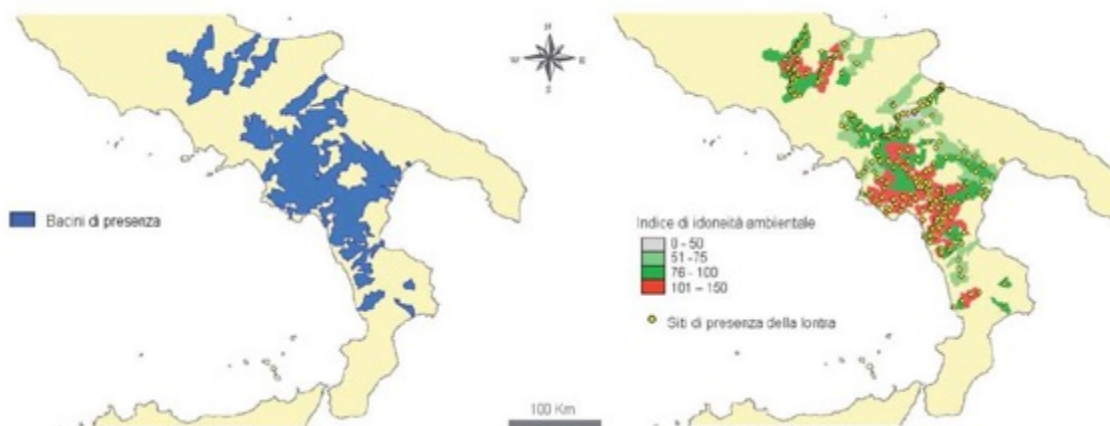 N
W
E
S
Bacini di presenza
100 Km
Indice di idoneità ambientale
0 - 50
51 -75
76 - 100
101 – 150
Siti di presenza della lontra